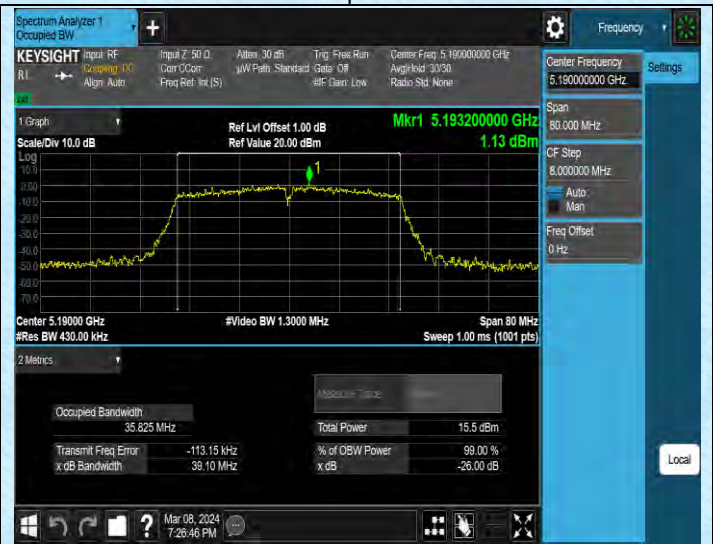 Spectrum Analyzer 1
Occupied BW
+
Frequency
KEYSIGHT Input: RF
RL
Coupling: DC
Align: Auto
Input Z: 50 Ω
Corr CCorr
Freq Ref: Int (S)
Atten: 30 dB
µW Path: Standard
Trig: Free Run
Gate: Off
#IF Gain: Low
Center Freq: 5.190000000 GHz
Avg|Hold: 30/30
Radio Std: None
Center Frequency
5.190000000 GHz
Settings
Span
80.000 MHz
CF Step
8.000000 MHz
Auto
Man
Freq Offset
0 Hz
1 Graph
Scale/Div 10.0 dB
Ref Lvl Offset 1.00 dB
Ref Value 20.00 dBm
Mkr1 5.193200000 GHz
1.13 dBm
Log
10.0
0.00
-10.0
-20.0
-30.0
-40.0
-50.0
-60.0
-70.0
1
Center 5.19000 GHz
#Res BW 430.00 kHz
#Video BW 1.3000 MHz
Span 80 MHz
Sweep 1.00 ms (1001 pts)
2 Metrics
Measure Trace
Occupied Bandwidth
35.825 MHz
Total Power 15.5 dBm
Transmit Freq Error -113.15 kHz
% of OBW Power 99.00 %
x dB Bandwidth 39.10 MHz
x dB -26.00 dB
Local
?
Mar 08, 2024
7:26:46 PM